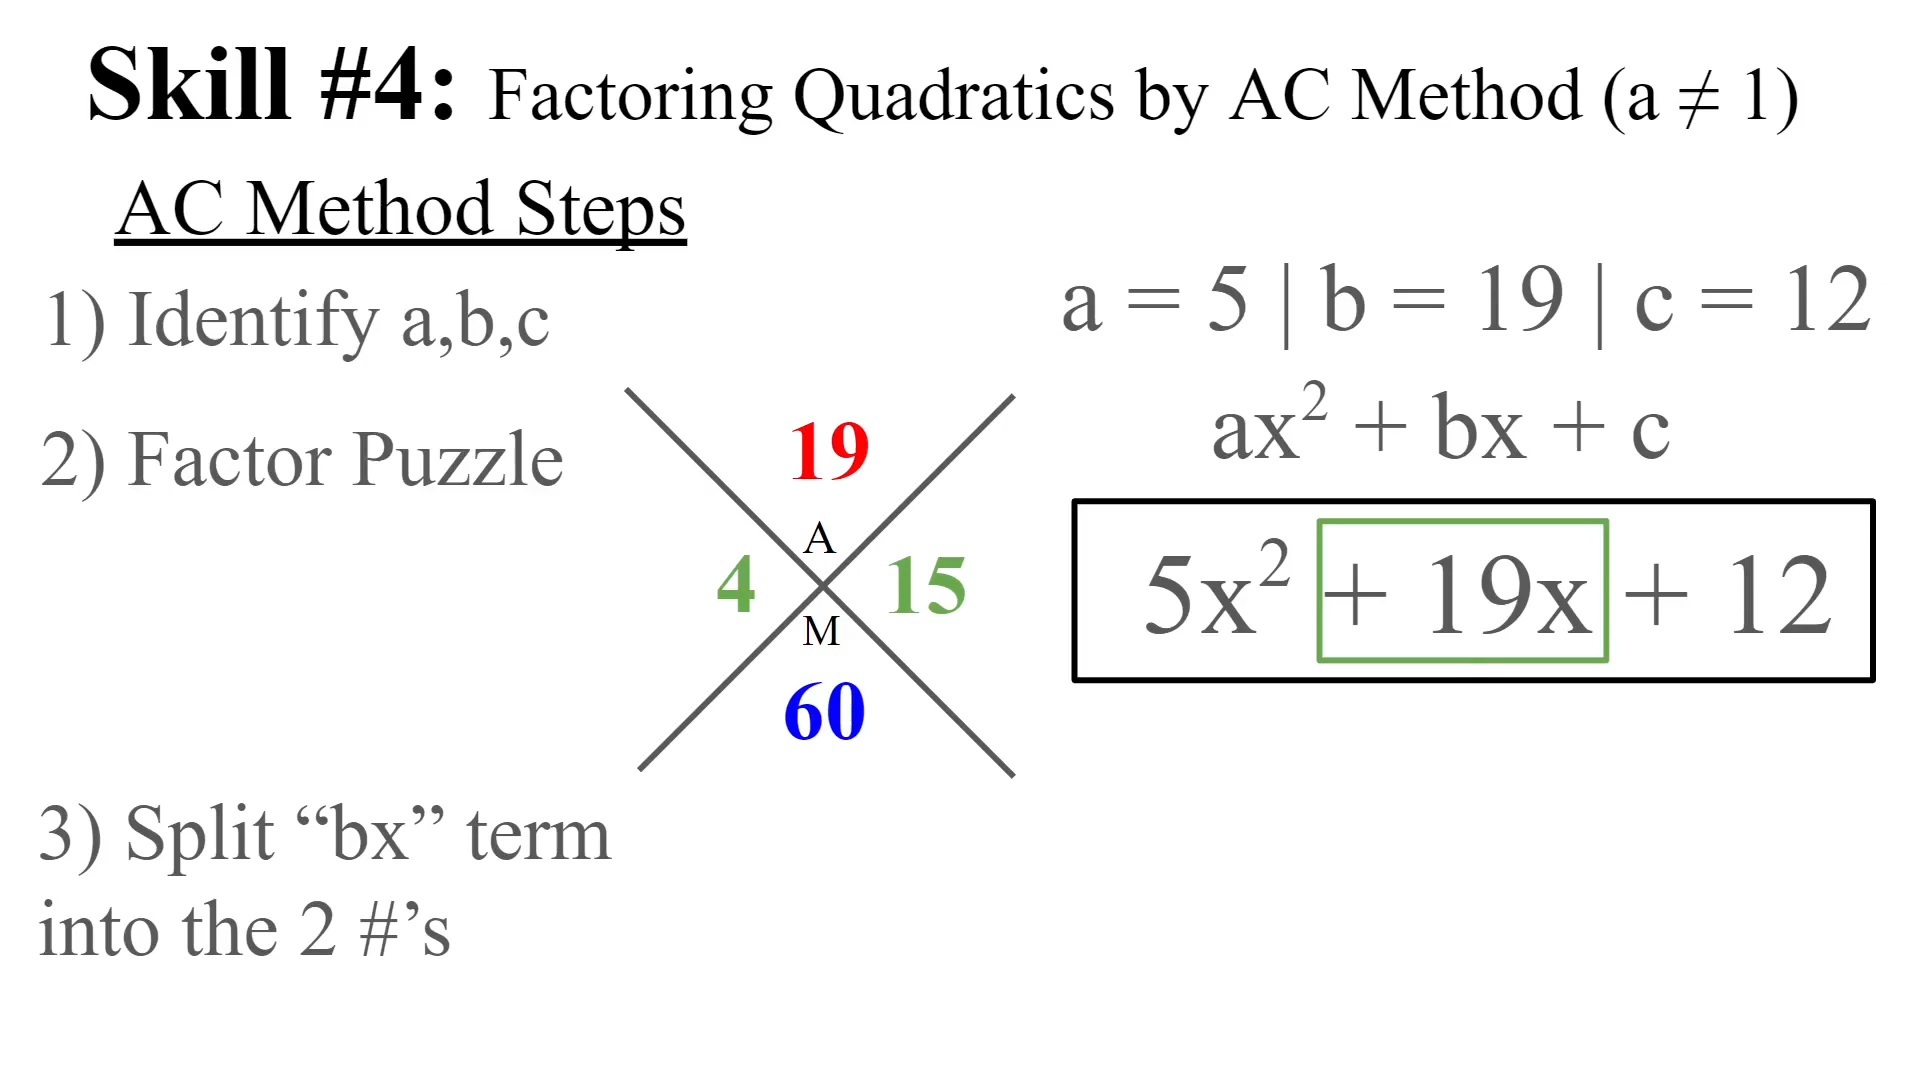 Skill #4: Factoring Quadratics by AC Method (a ≠ 1)
AC Method Steps
1) Identify a,b,c
a = 5 | b = 19 | c = 12
ax² + bx + c
2) Factor Puzzle
19
A
4 15
M
60
5x² + 19x + 12
3) Split “bx” term
into the 2 #’s